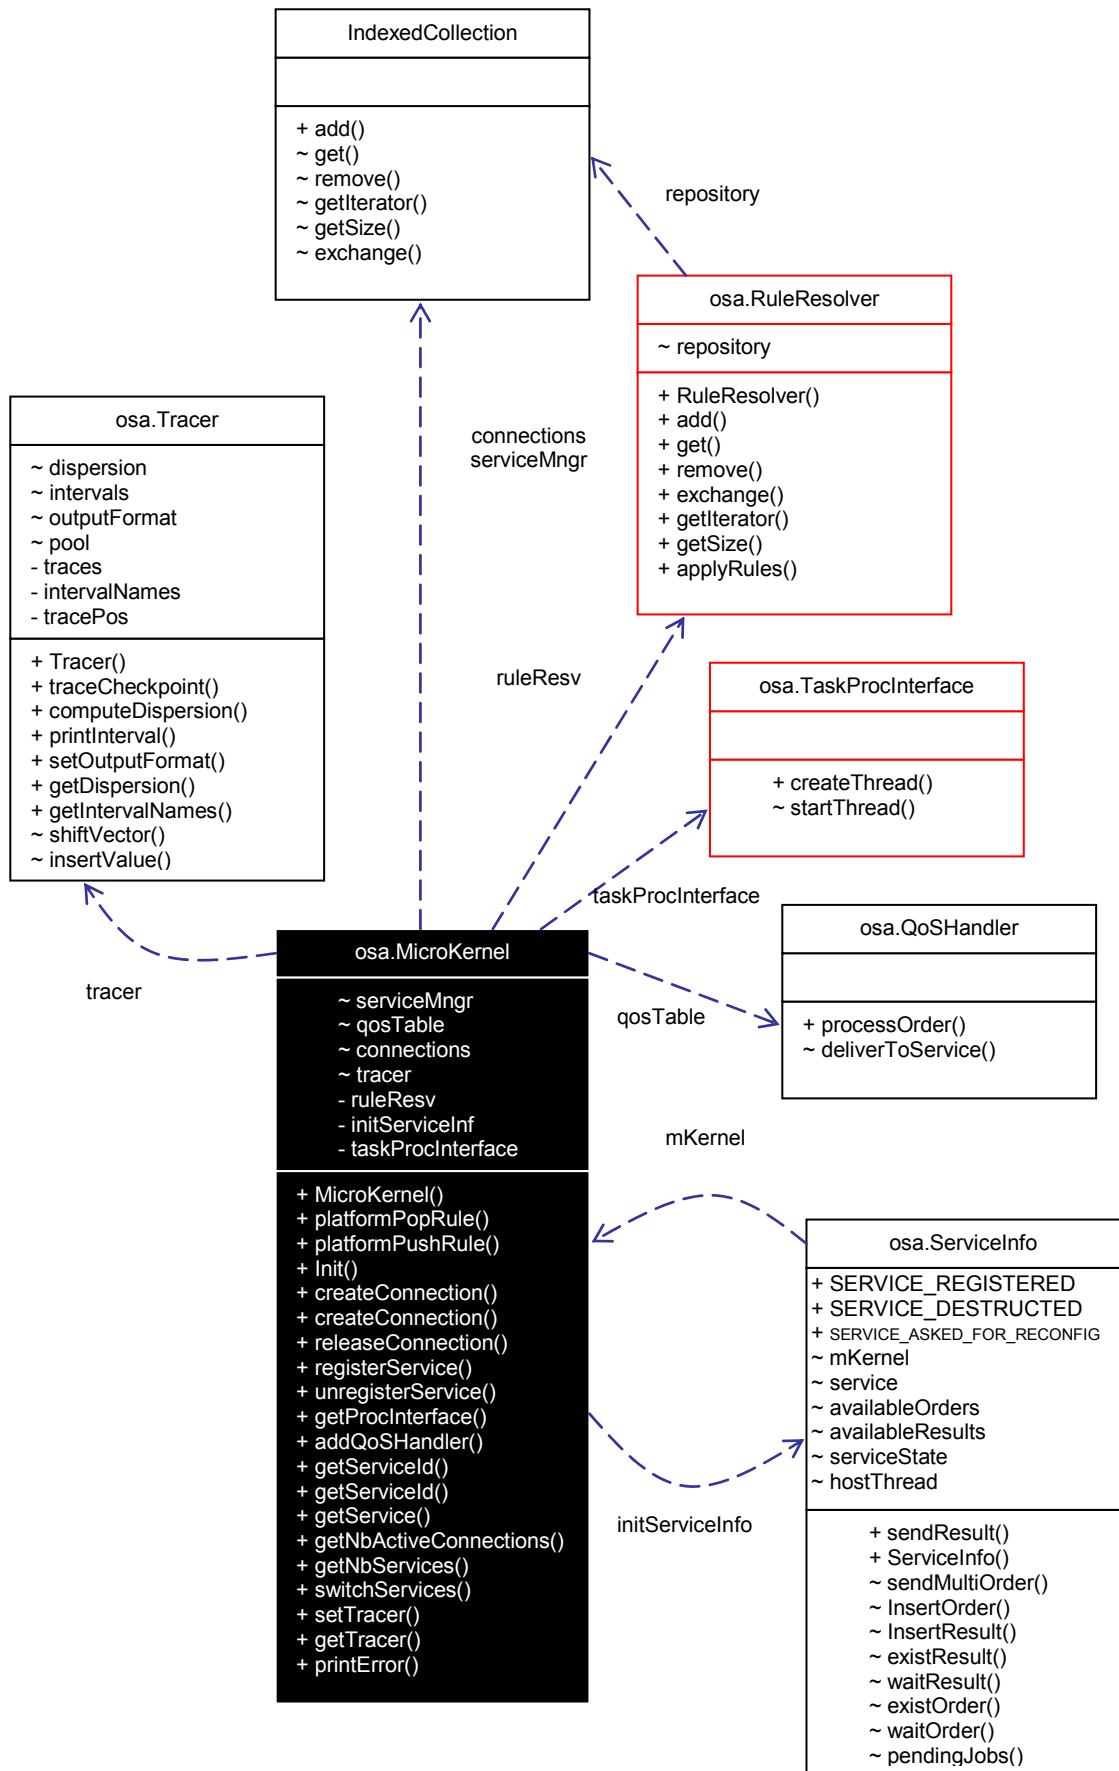 IndexedCollection
+ add()
~ get()
~ remove()
~ getIterator()
~ getSize()
~ exchange()
repository
osa.RuleResolver
~ repository
+ RuleResolver()
+ add()
+ get()
+ remove()
+ exchange()
+ getIterator()
+ getSize()
+ applyRules()
connections
serviceMngr
osa.Tracer
~ dispersion
~ intervals
~ outputFormat
~ pool
- traces
- intervalNames
- tracePos
+ Tracer()
+ traceCheckpoint()
+ computeDispersion()
+ printInterval()
+ setOutputFormat()
+ getDispersion()
+ getIntervalNames()
~ shiftVector()
~ insertValue()
ruleResv
osa.TaskProcInterface
+ createThread()
~ startThread()
taskProcInterface
tracer
osa.QoSHandler
+ processOrder()
~ deliverToService()
qosTable
osa.MicroKernel
~ serviceMngr
~ qosTable
~ connections
~ tracer
- ruleResv
- initServiceInf
- taskProcInterface
+ MicroKernel()
+ platformPopRule()
+ platformPushRule()
+ Init()
+ createConnection()
+ createConnection()
+ releaseConnection()
+ registerService()
+ unregisterService()
+ getProcInterface()
+ addQoSHandler()
+ getServiceId()
+ getServiceId()
+ getService()
+ getNbActiveConnections()
+ getNbServices()
+ switchServices()
+ setTracer()
+ getTracer()
+ printError()
mKernel
initServiceInfo
osa.ServiceInfo
+ SERVICE_REGISTERED
+ SERVICE_DESTRUCTED
+ SERVICE_ASKED_FOR_RECONFIG
~ mKernel
~ service
~ availableOrders
~ availableResults
~ serviceState
~ hostThread
+ sendResult()
+ ServiceInfo()
~ sendMultiOrder()
~ InsertOrder()
~ InsertResult()
~ existResult()
~ waitResult()
~ existOrder()
~ waitOrder()
~ pendingJobs()